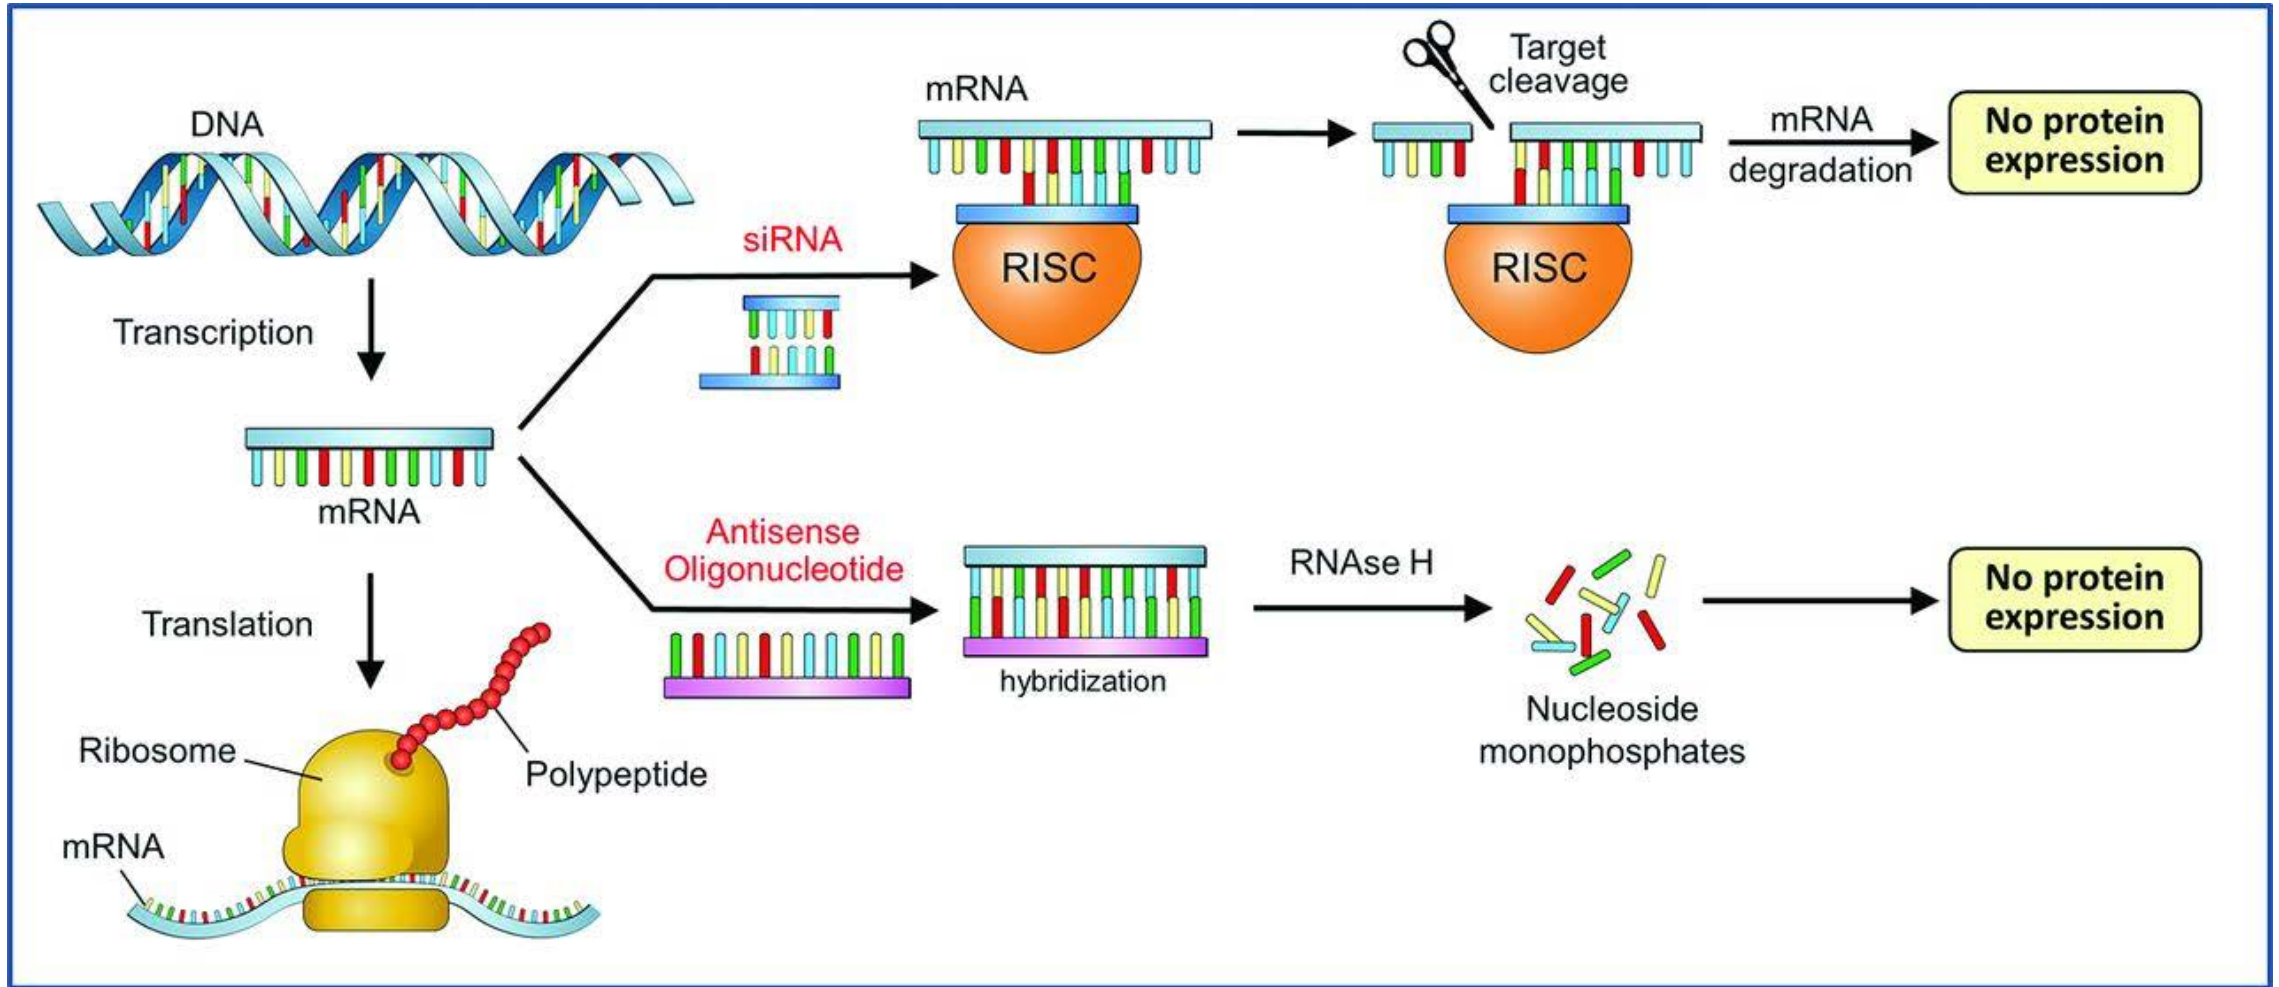 DNA
Transcription
mRNA
Translation
Ribosome
Polypeptide
mRNA
siRNA
mRNA
RISC
Target
cleavage
RISC
mRNA
degradation
No protein
expression
Antisense
Oligonucleotide
hybridization
RNAse H
Nucleoside
monophosphates
No protein
expression